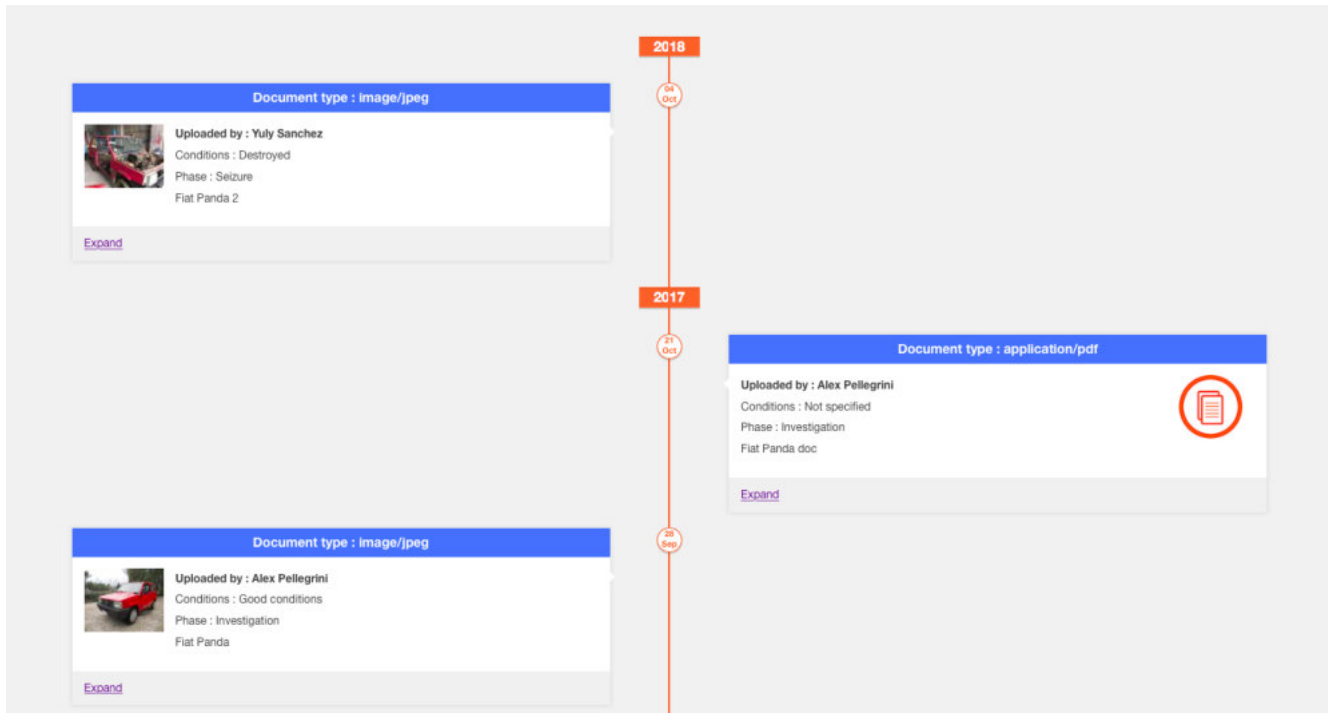 2018
04
Oct
Document type : image/jpeg
Uploaded by : Yuly Sanchez
Conditions : Destroyed
Phase : Seizure
Fiat Panda 2
Expand
2017
21
Oct
Document type : application/pdf
Uploaded by : Alex Pellegrini
Conditions : Not specified
Phase : Investigation
Fiat Panda doc
Expand
28
Sep
Document type : image/jpeg
Uploaded by : Alex Pellegrini
Conditions : Good conditions
Phase : Investigation
Fiat Panda
Expand